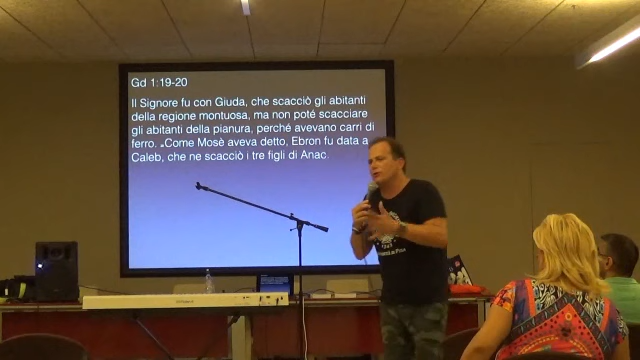 Gd 1:19-20
Il Signore fu con Giuda, che scacciò gli abitanti
della regione montuosa, ma non poté scacciare
gli abitanti della pianura, perché avevano carri di
ferro. „Come Mosè aveva detto, Ebron fu data a
Caleb, che ne scacciò i tre figli di Anac.